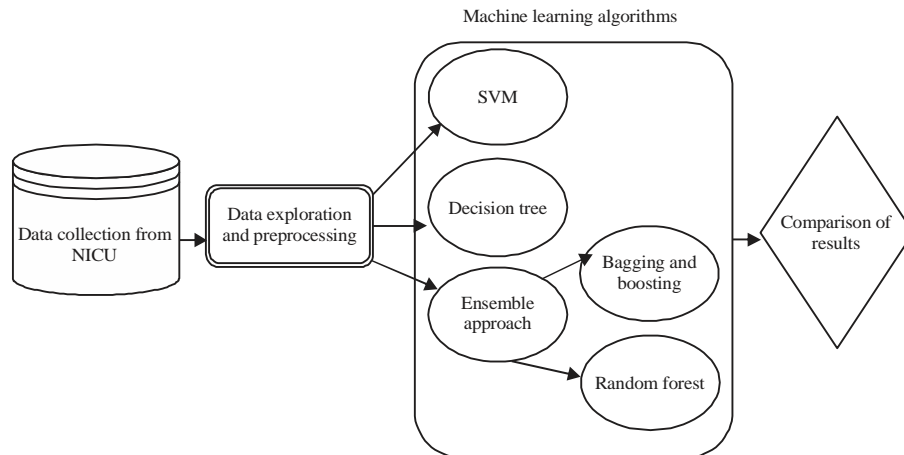 Machine learning algorithms
SVM
Data collection from
NICU
Data exploration
and preprocessing
Decision tree
Ensemble
approach
Bagging and
boosting
Random forest
Comparison of
results